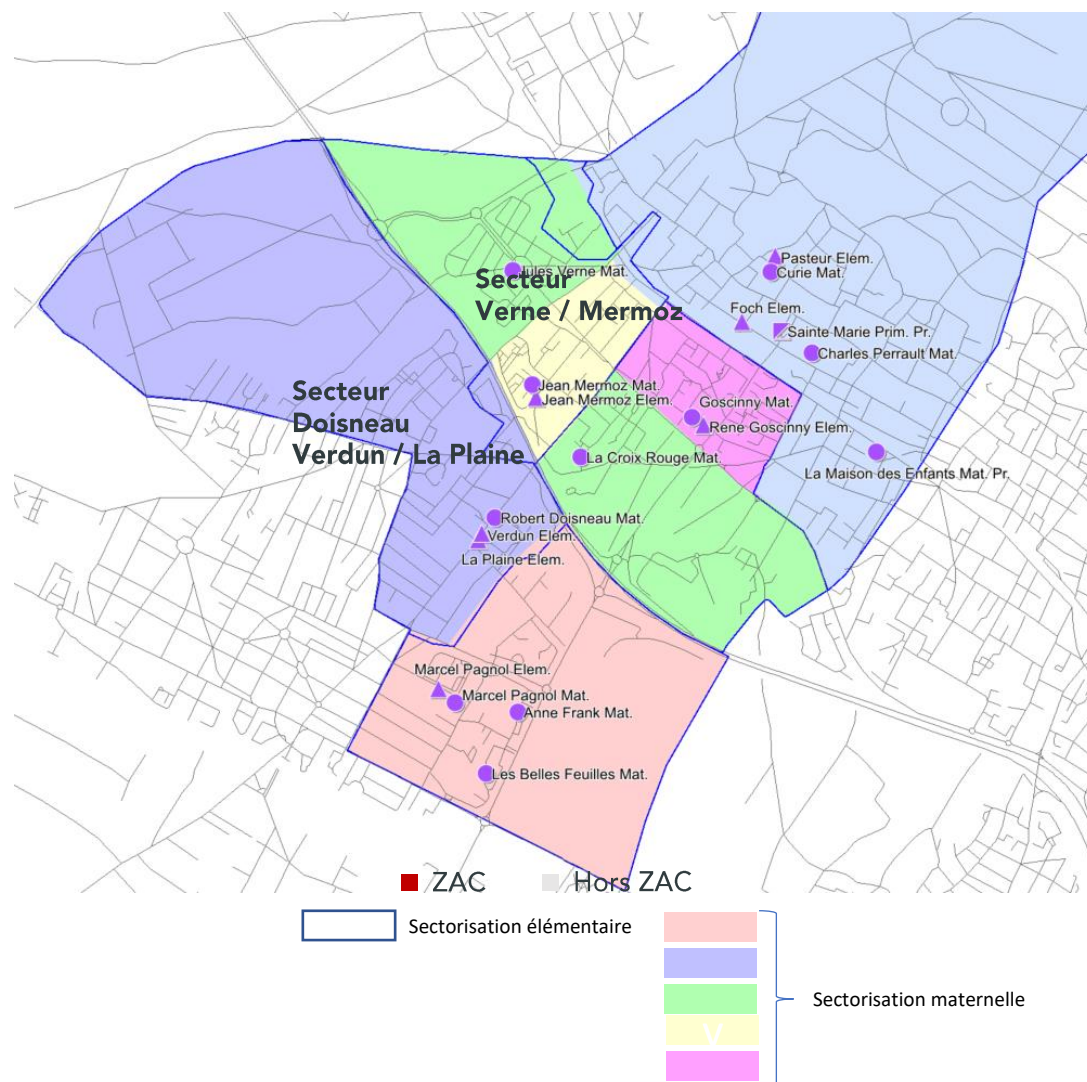 Pasteur Elem.
Curie Mat.
Jules Verne Mat.
Secteur
Verne / Mermoz
Foch Elem.
Sainte Marie Prim. Pr.
Charles Perrault Mat.
Jean Mermoz Mat.
Jean Mermoz Elem.
Secteur
Doisneau
Verdun / La Plaine
Goscinny Mat.
Rene Goscinny Elem.
La Croix Rouge Mat.
La Maison des Enfants Mat. Pr.
Robert Doisneau Mat.
Verdun Elem.
La Plaine Elem.
Marcel Pagnol Elem.
Marcel Pagnol Mat.
Anne Frank Mat.
Les Belles Feuilles Mat.
ZAC
Hors ZAC
Sectorisation élémentaire
Sectorisation maternelle
V